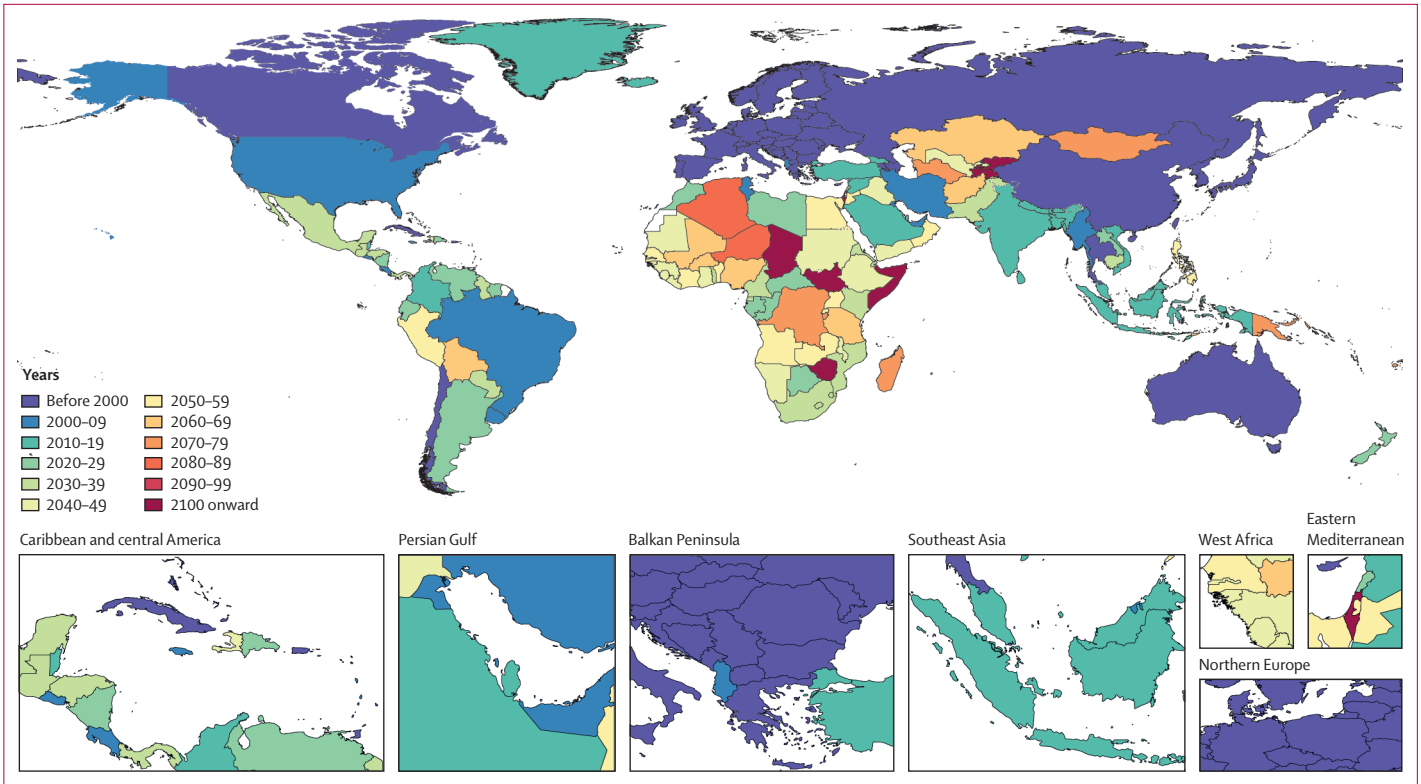 Years
Before 2000
2000–09
2010–19
2020–29
2030–39
2040–49
2050–59
2060–69
2070–79
2080–89
2090–99
2100 onward
Caribbean and central America
Persian Gulf
Balkan Peninsula
Southeast Asia
West Africa
Eastern
Mediterranean
Northern Europe